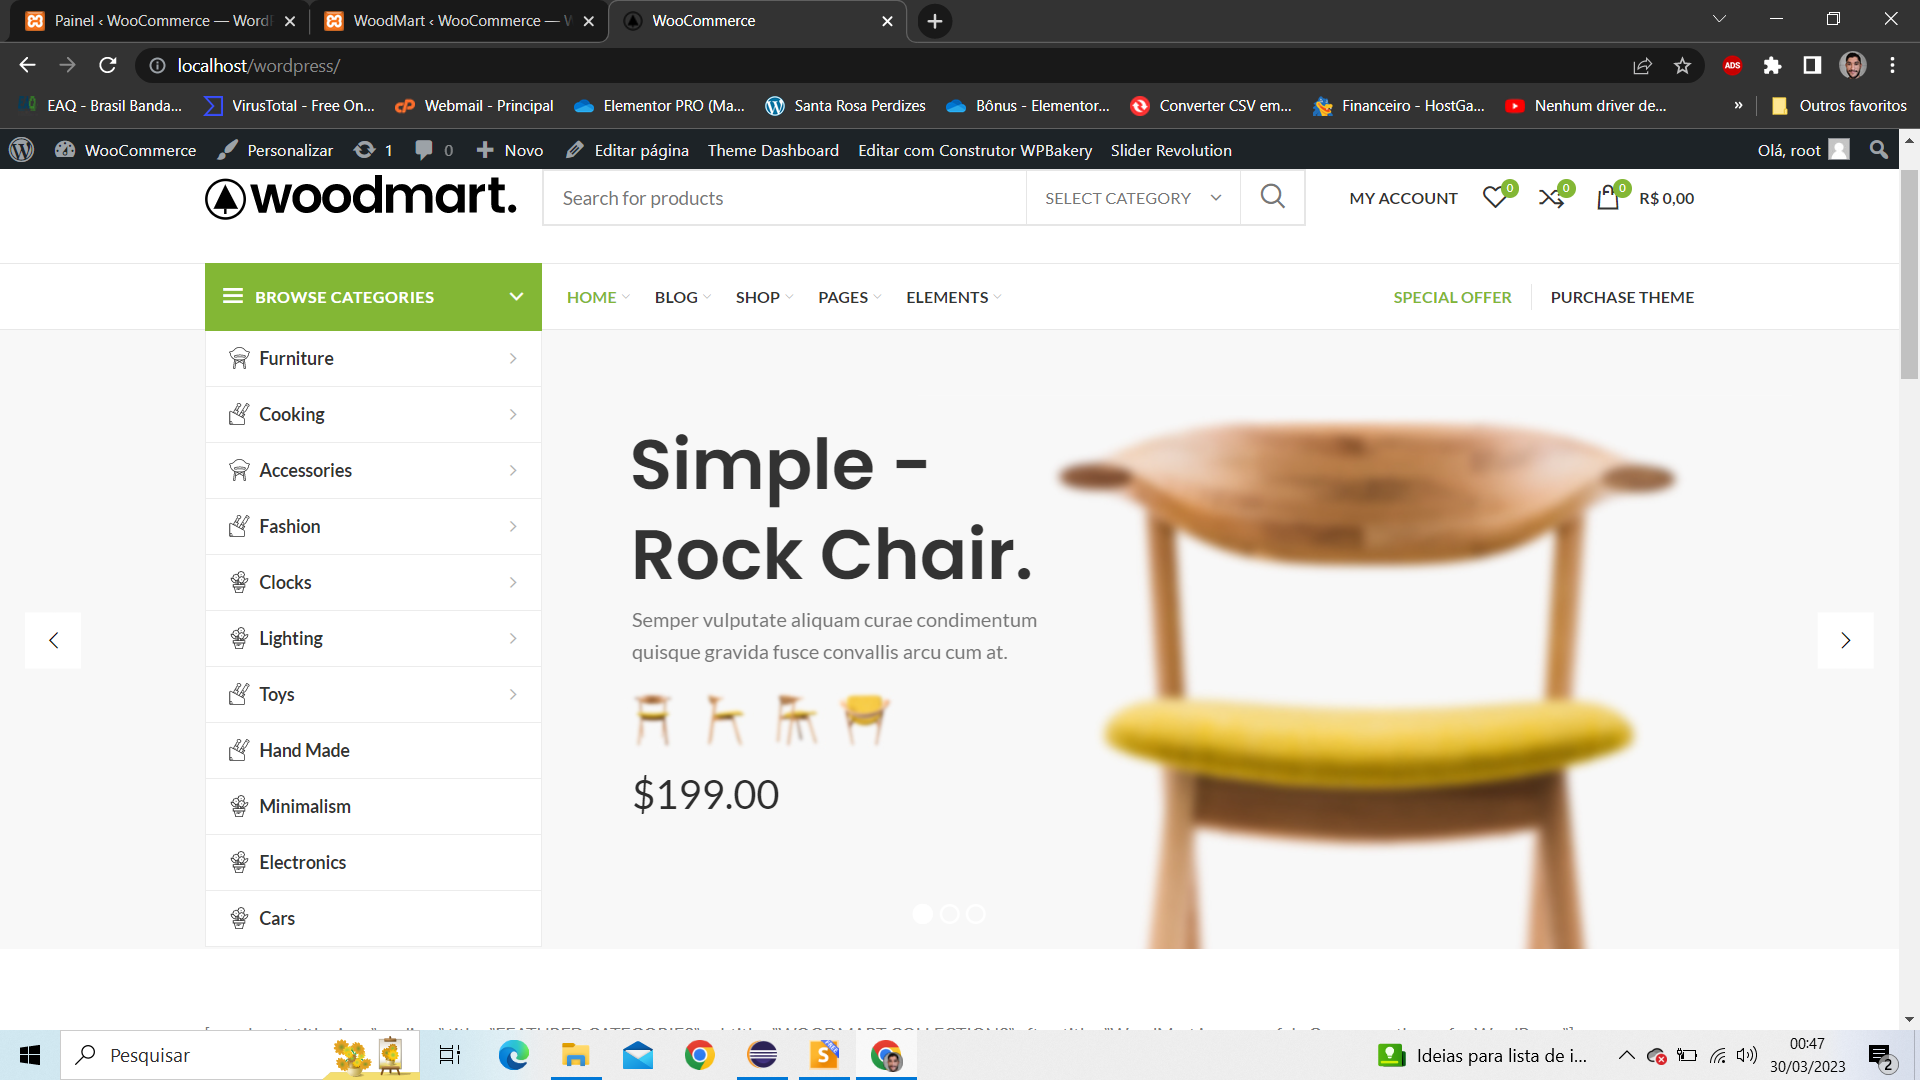 Painel ‹ WooCommerce — Word
WoodMart ‹ WooCommerce — W
WooCommerce
localhost/wordpress/
ADS
EAQ - Brasil Banda...
VirusTotal - Free On...
Webmail - Principal
Elementor PRO (Ma...
Santa Rosa Perdizes
Bônus - Elementor...
Converter CSV em...
Financeiro - HostGa...
Nenhum driver de...
»
Outros favoritos
WooCommerce
Personalizar
1
0
Novo
Editar página
Theme Dashboard
Editar com Construtor WPBakery
Slider Revolution
Olá, root
woodmart.
Search for products
SELECT CATEGORY
MY ACCOUNT
0
0
0
R$ 0,00
BROWSE CATEGORIES
HOME
BLOG
SHOP
PAGES
ELEMENTS
SPECIAL OFFER
PURCHASE THEME
Furniture
Cooking
Accessories
Fashion
Clocks
Lighting
Toys
Hand Made
Minimalism
Electronics
Cars
Simple -
Rock Chair.
Semper vulputate aliquam curae condimentum
quisque gravida fusce convallis arcu cum at.
$199.00
Pesquisar
Ideias para lista de i...
00:47
30/03/2023
2